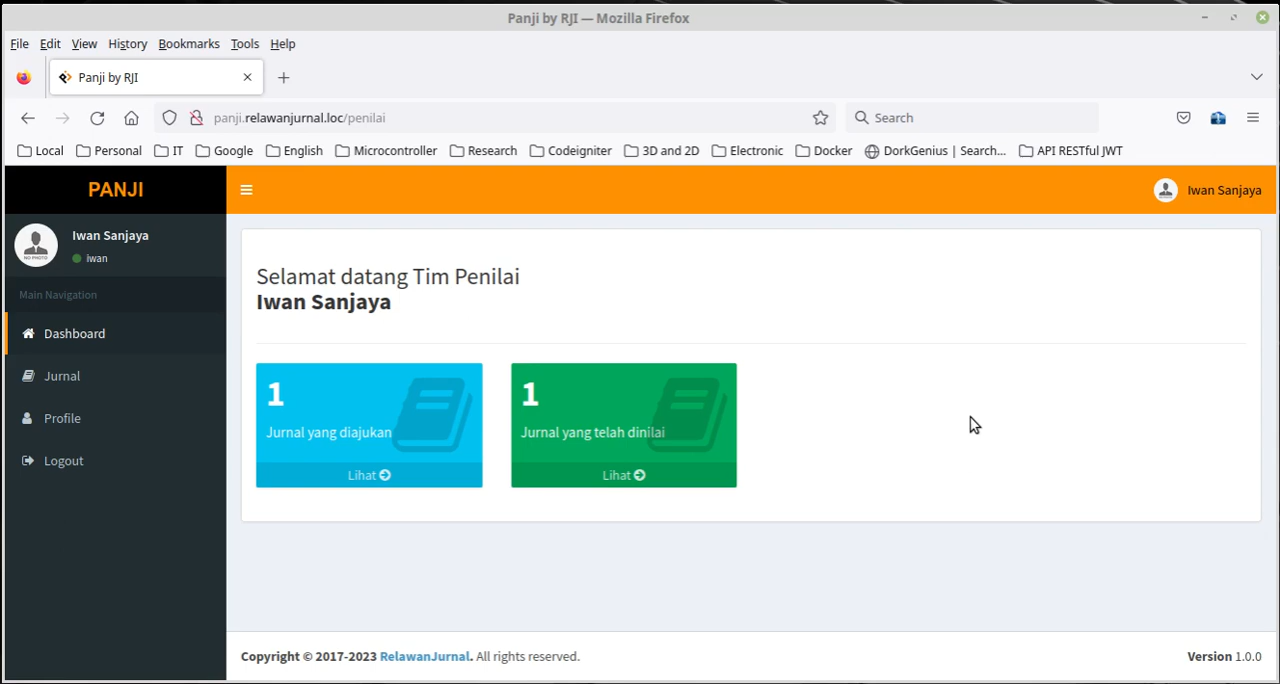 Panji by RJI — Mozilla Firefox
File Edit View History Bookmarks Tools Help
Panji by RJI
panji.relawanjurnal.loc/penilai
Search
Local Personal IT Google English Microcontroller Research Codeigniter 3D and 2D Electronic Docker DorkGenius | Search... API RESTful JWT
PANJI
Iwan Sanjaya
Iwan Sanjaya
iwan
NO PHOTO
Main Navigation
Dashboard
Jurnal
Profile
Logout
Selamat datang Tim Penilai
Iwan Sanjaya
1
Jurnal yang diajukan
Lihat
1
Jurnal yang telah dinilai
Lihat
Copyright © 2017-2023 RelawanJurnal. All rights reserved.
Version 1.0.0